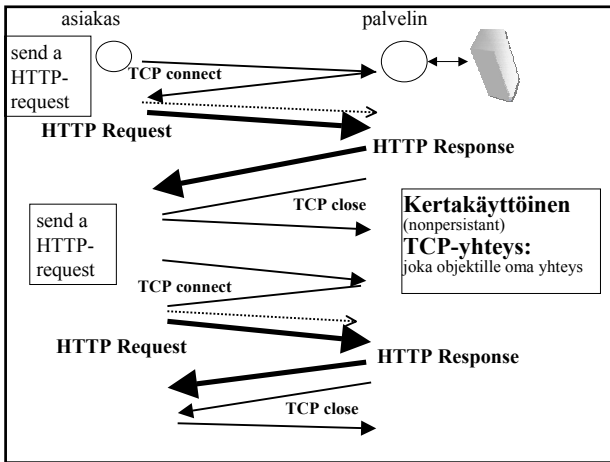 asiakas
palvelin
send a
HTTP-
request
TCP connect
HTTP Request
HTTP Response
TCP close
send a
HTTP-
request
Kertakäyttöinen
(nonpersistant)
TCP-yhteys:
joka objektille oma yhteys
TCP connect
HTTP Request
HTTP Response
TCP close